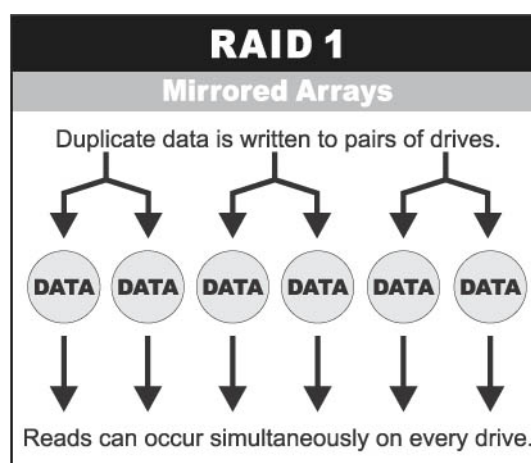 RAID 1
Mirrored Arrays
Duplicate data is written to pairs of drives.
DATA DATA DATA DATA DATA DATA
Reads can occur simultaneously on every drive.